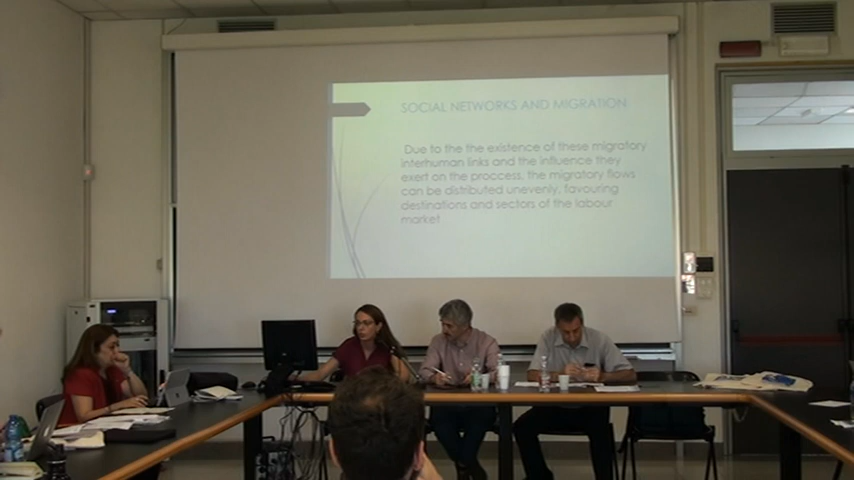 SOCIAL NETWORKS AND MIGRATION
Due to the the existence of these migratory
interhuman links and the influence they
exert on the proccess, the migratory flows
can be distributed unevenly, favouring
destinations and sectors of the labour
market